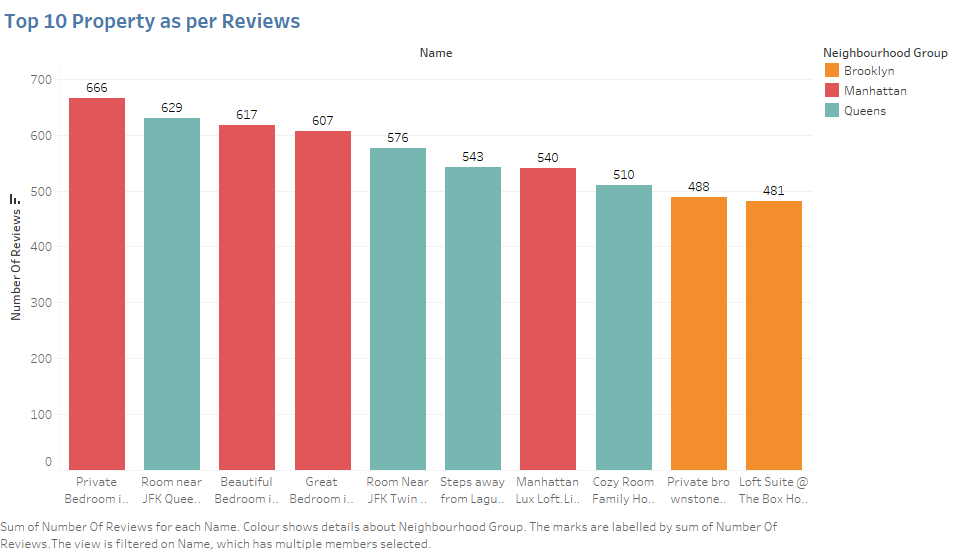 Top 10 Property as per Reviews
Name
Neighbourhood Group
Brooklyn
Manhattan
Queens
Number Of Reviews
700
600
500
400
300
200
100
0
666
629
617
607
576
543
540
510
488
481
Private
Bedroom i..
Room near
JFK Quee..
Beautiful
Bedroom i..
Great
Bedroom i..
Room Near
JFK Twin ..
Steps away
from Lagu..
Manhattan
Lux Loft.Li..
Cozy Room
Family Ho..
Private bro
wnstone..
Loft Suite @
The Box Ho..
Sum of Number Of Reviews for each Name. Colour shows details about Neighbourhood Group. The marks are labelled by sum of Number Of
Reviews.The view is filtered on Name, which has multiple members selected.